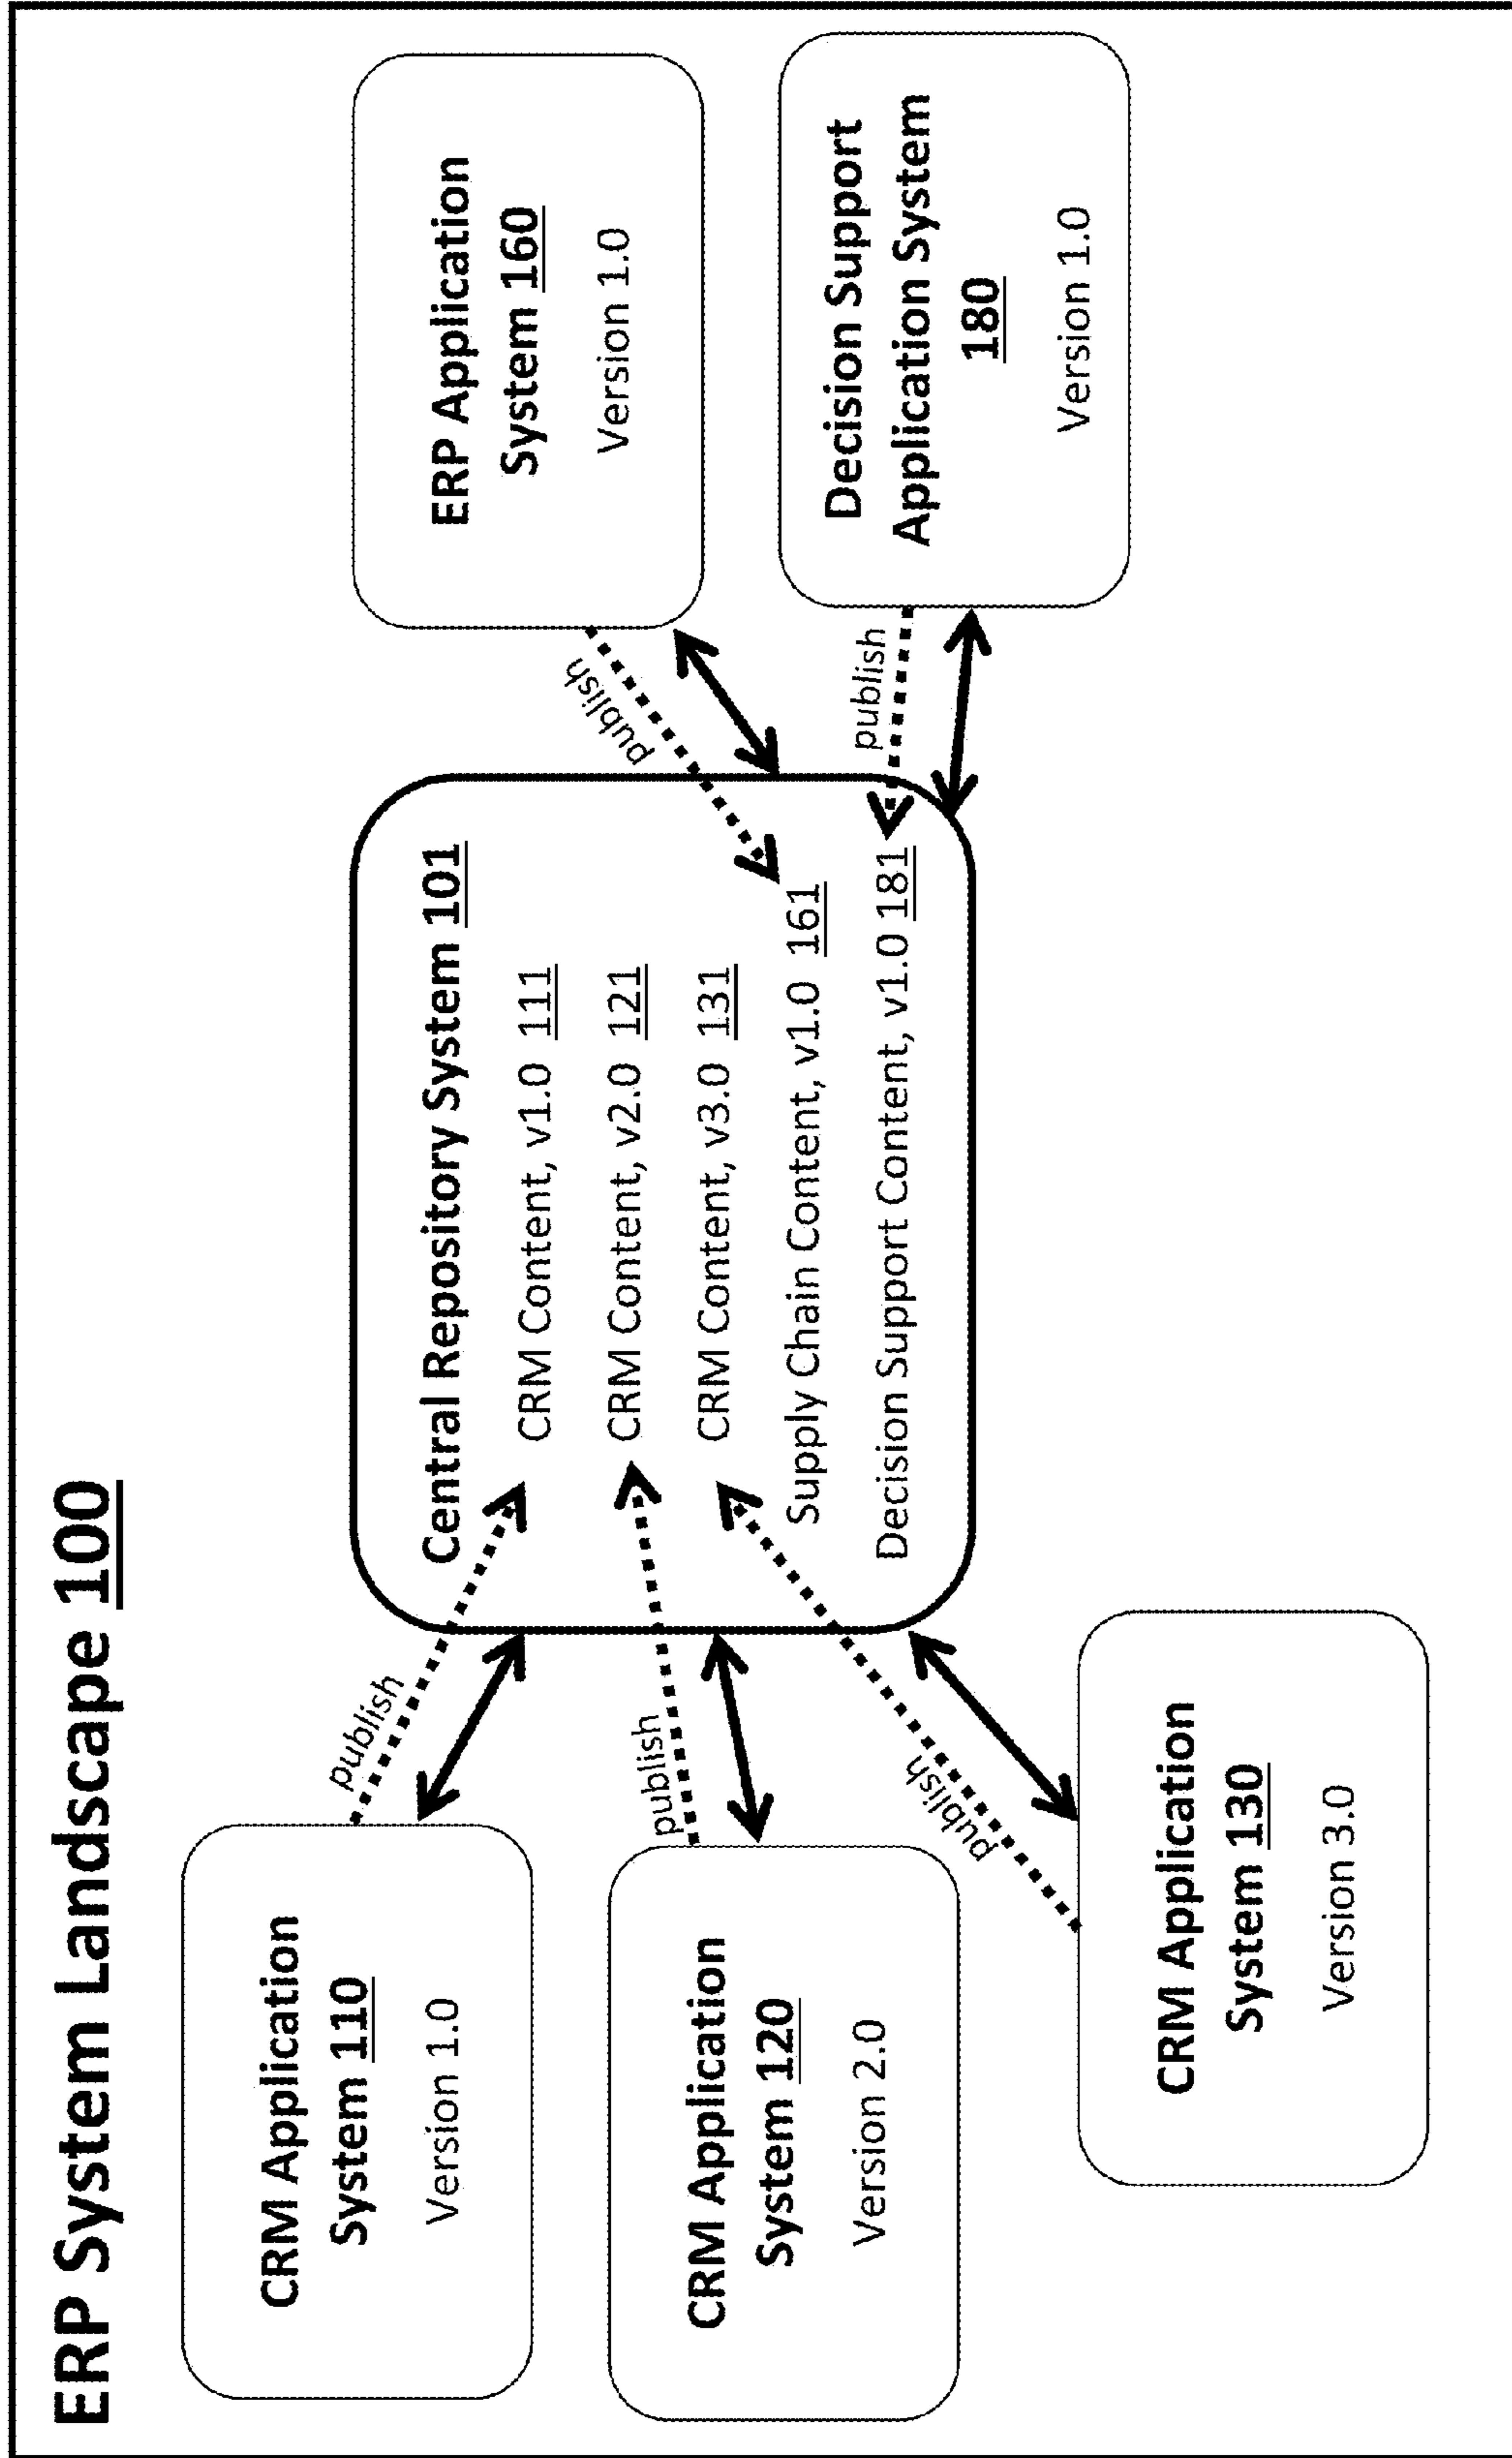 ERP System Landscape 100
CRM Application
System 110
Version 1.0
publish
CRM Application
System 120
Version 2.0
publish
CRM Application
System 130
Version 3.0
publish
Central Repository System 101
CRM Content, v1.0 111
CRM Content, v2.0 121
CRM Content, v3.0 131
Supply Chain Content, v1.0 161
Decision Support Content, v1.0 181
publish
ERP Application
System 160
Version 1.0
publish
Decision Support
Application System
180
Version 1.0